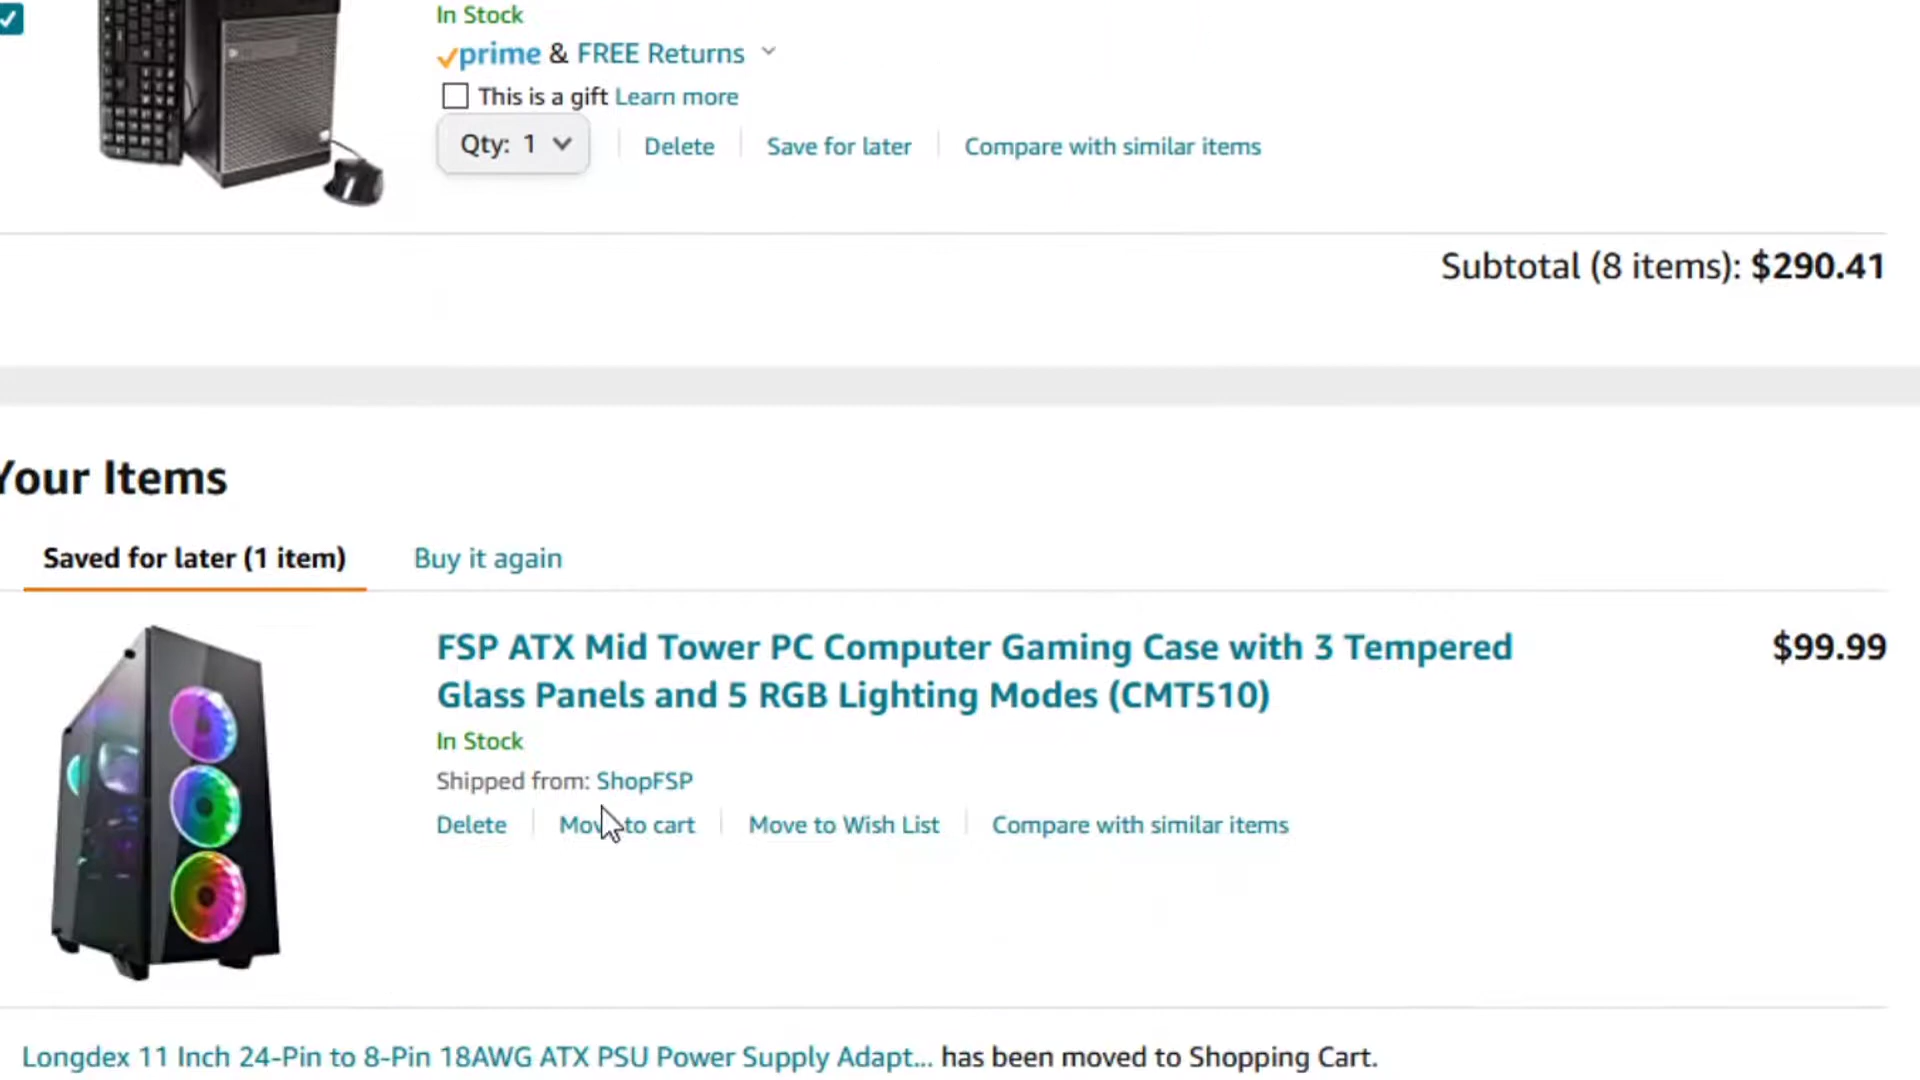 In Stock
prime & FREE Returns
This is a gift Learn more
Qty: 1 Delete Save for later Compare with similar items
Subtotal (8 items): $290.41
Your Items
Saved for later (1 item) Buy it again
FSP ATX Mid Tower PC Computer Gaming Case with 3 Tempered $99.99
Glass Panels and 5 RGB Lighting Modes (CMT510)
In Stock
Shipped from: ShopFSP
Delete Move to cart Move to Wish List Compare with similar items
Longdex 11 Inch 24-Pin to 8-Pin 18AWG ATX PSU Power Supply Adapt... has been moved to Shopping Cart.